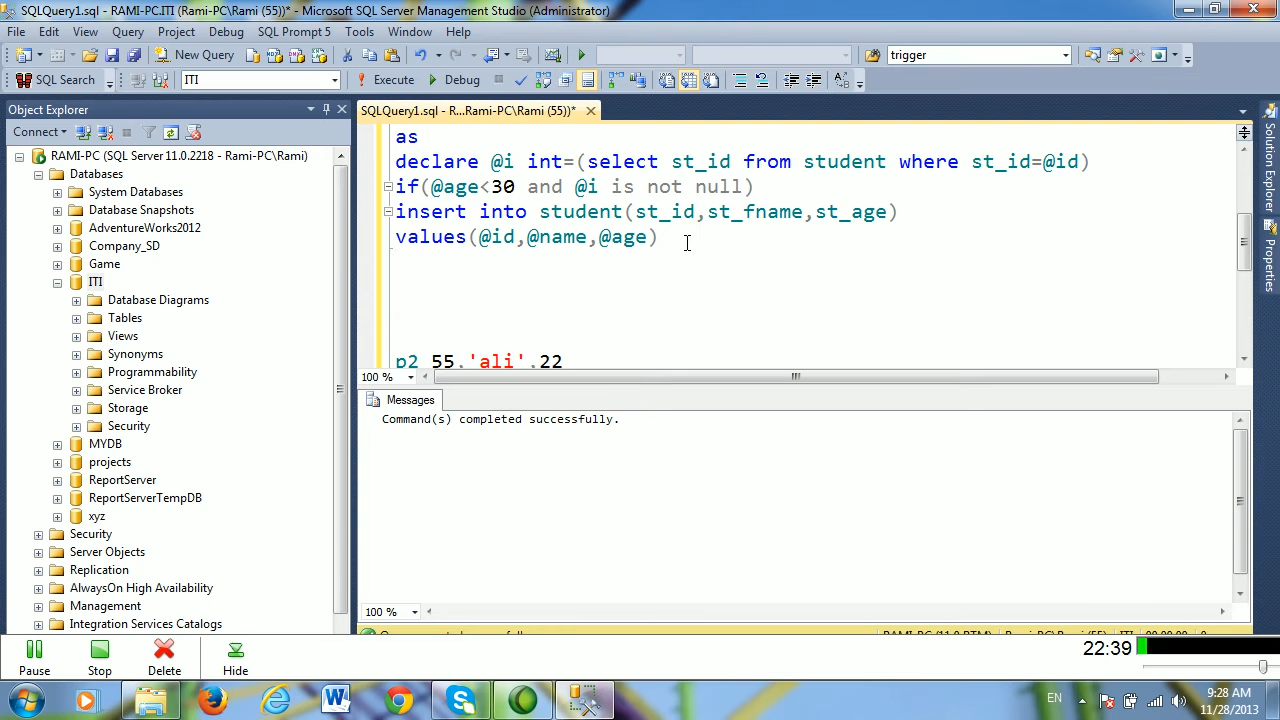 SQLQuery1.sql - RAMI-PC.ITI (Rami-PC\Rami (55))* - Microsoft SQL Server Management Studio (Administrator)
File Edit View Query Project Debug SQL Prompt 5 Tools Window Help
New Query trigger
SQL Search ITI Execute Debug
Object Explorer
SQLQuery1.sql - R...Rami-PC\Rami (55))*
Connect
RAMI-PC (SQL Server 11.0.2218 - Rami-PC\Rami)
Databases
System Databases
Database Snapshots
AdventureWorks2012
Company_SD
Game
ITI
Database Diagrams
Tables
Views
Synonyms
Programmability
Service Broker
Storage
Security
MYDB
projects
ReportServer
ReportServerTempDB
xyz
Security
Server Objects
Replication
AlwaysOn High Availability
Management
Integration Services Catalogs
as
declare @i int=(select st_id from student where st_id=@id)
if(@age<30 and @i is not null)
insert into student(st_id,st_fname,st_age)
values(@id,@name,@age)
p2 55,'ali',22
100 %
Messages
Command(s) completed successfully.
100 %
Solution Explorer
Properties
Pause Stop Delete Hide
22:39
EN
9:28 AM
11/28/2013